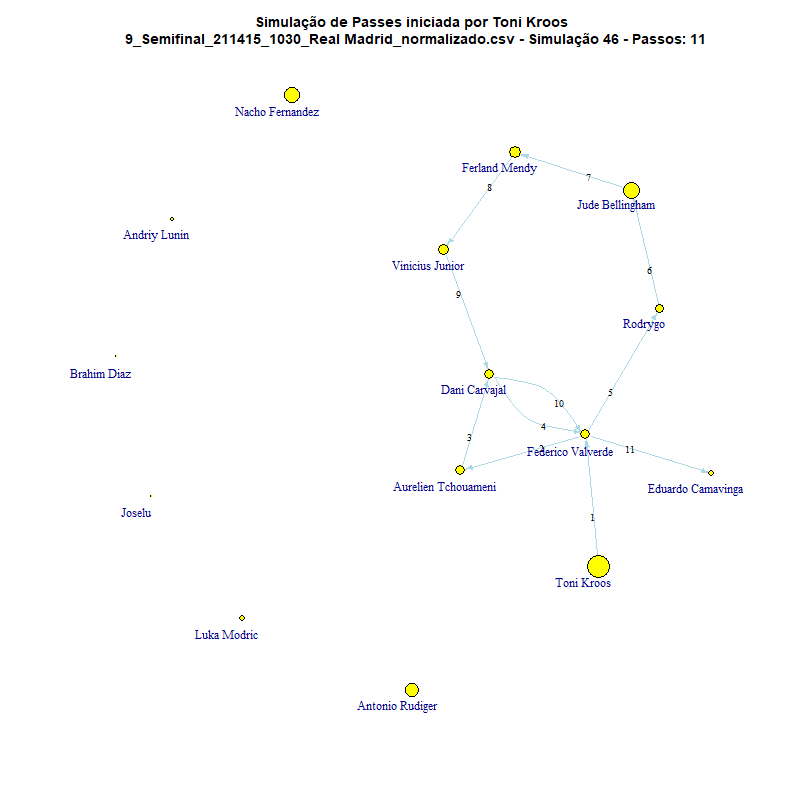 Simulação de Passes iniciada por Toni Kroos
9_Semifinal_211415_1030_Real Madrid_normalizado.csv - Simulação 46 - Passos: 11
Nacho Fernandez
Ferland Mendy
7
8
Jude Bellingham
Andriy Lunin
Vinicius Junior
6
9
Rodrygo
Brahim Diaz
Dani Carvajal
5
10
4
3
2
Federico Valverde
11
Aurelien Tchouameni
Eduardo Camavinga
Joselu
1
Toni Kroos
Luka Modric
Antonio Rudiger